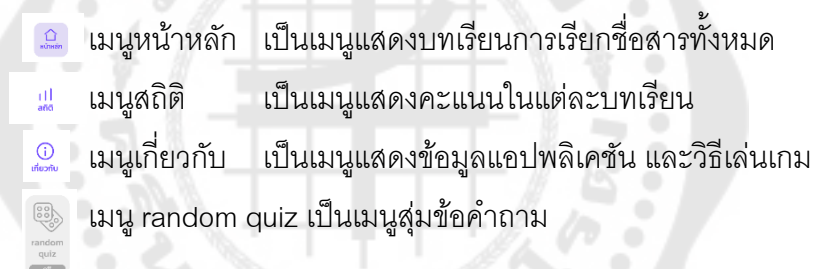 หน้าหลัก เมนูหน้าหลัก เป็นเมนูแสดงบทเรียนการเรียกชื่อสารทั้งหมด
สถิติ เมนูสถิติ เป็นเมนูแสดงคะแนนในแต่ละบทเรียน
เกี่ยวกับ เมนูเกี่ยวกับ เป็นเมนูแสดงข้อมูลแอปพลิเคชัน และวิธีเล่นเกม
เมนู random quiz เป็นเมนูสุ่มข้อคำถาม
random
quiz